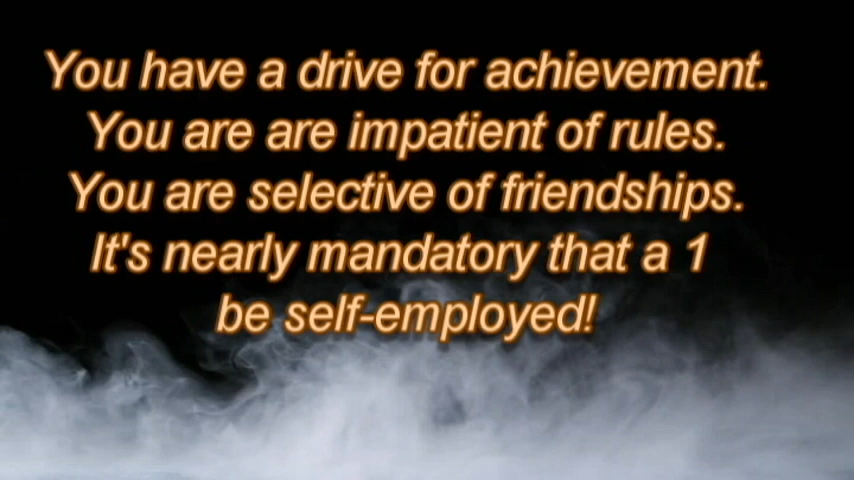 You have a drive for achievement.
You are are impatient of rules.
You are selective of friendships.
It's nearly mandatory that a 1
be self-employed!